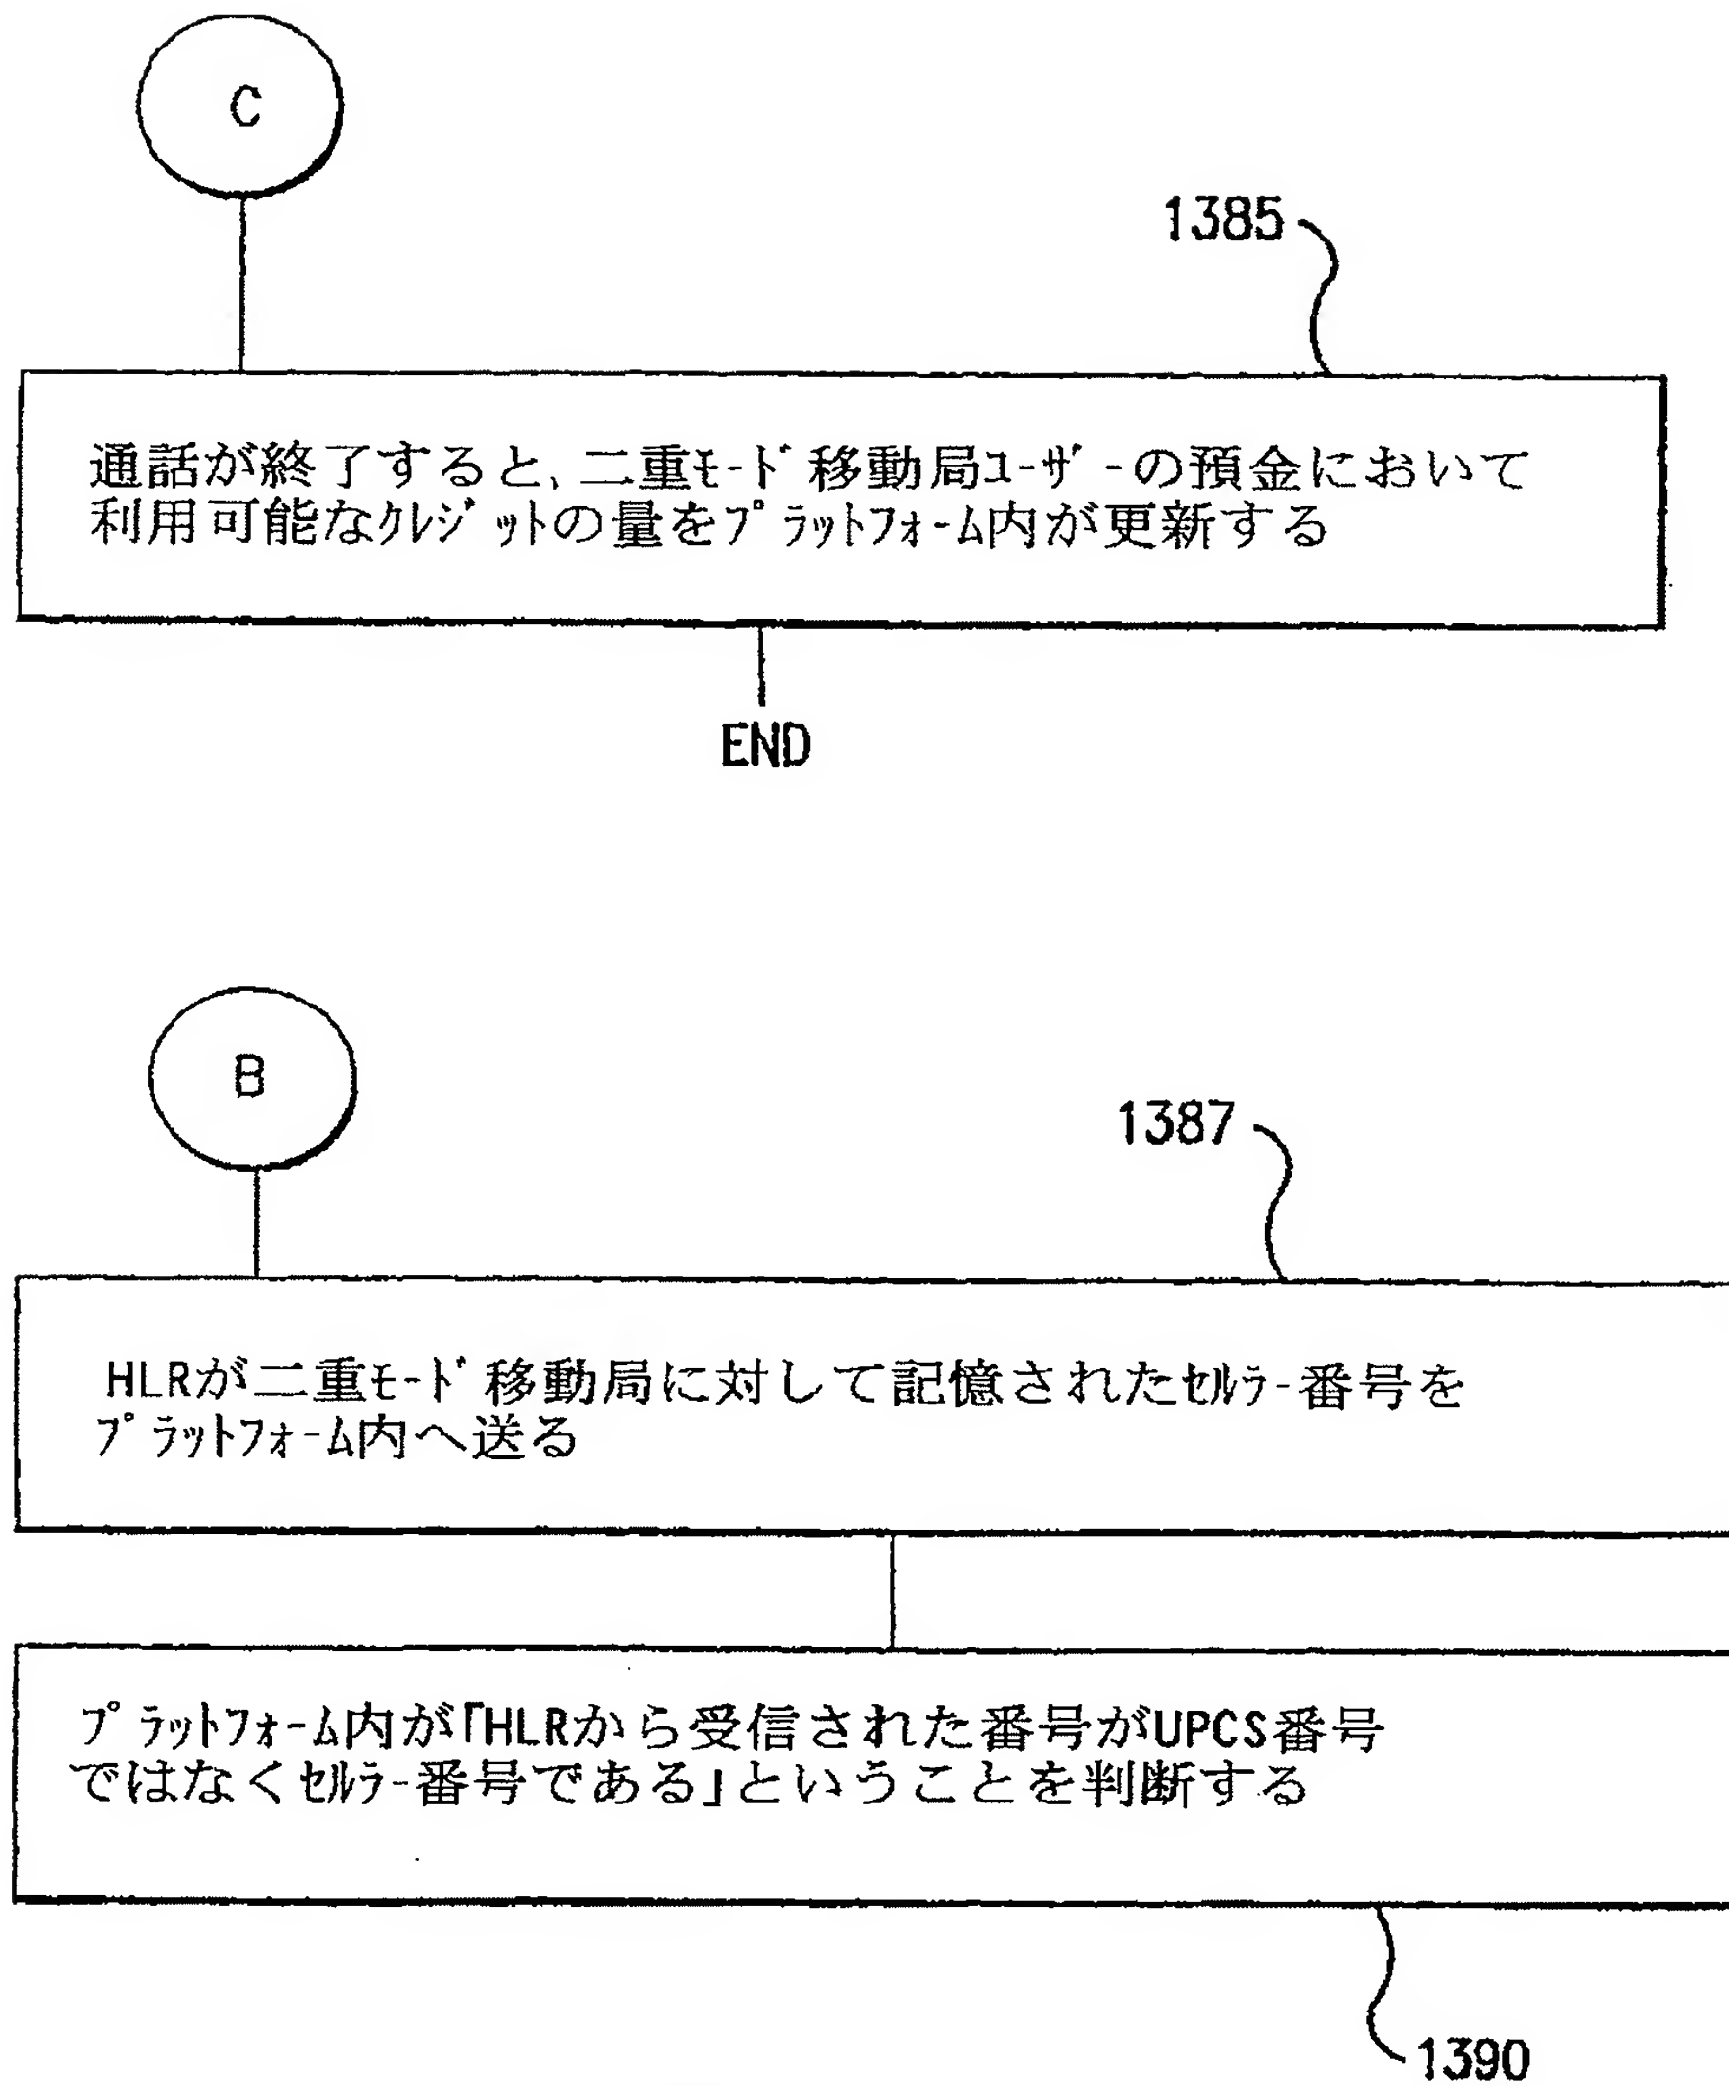 C
1385
通話が終了すると、二重ﾓｰﾄﾞ移動局ﾕｰｻﾞｰの預金において
利用可能なｸﾚｼﾞｯﾄの量をﾌﾟﾗｯﾄﾌｫｰﾑ内が更新する
END
B
1387
HLRが二重ﾓｰﾄﾞ移動局に対して記憶されたｾﾙﾗｰ番号を
ﾌﾟﾗｯﾄﾌｫｰﾑ内へ送る
ﾌﾟﾗｯﾄﾌｫｰﾑ内が｢HLRから受信された番号がUPCS番号
ではなくｾﾙﾗｰ番号である｣ということを判断する
1390